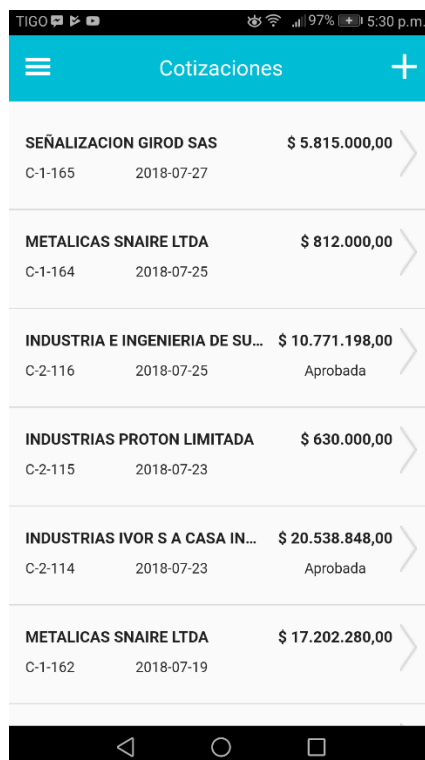 TIGO 97% 5:30 p.m.
Cotizaciones
SEÑALIZACION GIROD SAS $ 5.815.000,00
C-1-165 2018-07-27
METALICAS SNAIRE LTDA $ 812.000,00
C-1-164 2018-07-25
INDUSTRIA E INGENIERIA DE SU... $ 10.771.198,00
C-2-116 2018-07-25 Aprobada
INDUSTRIAS PROTON LIMITADA $ 630.000,00
C-2-115 2018-07-23
INDUSTRIAS IVOR S A CASA IN... $ 20.538.848,00
C-2-114 2018-07-23 Aprobada
METALICAS SNAIRE LTDA $ 17.202.280,00
C-1-162 2018-07-19